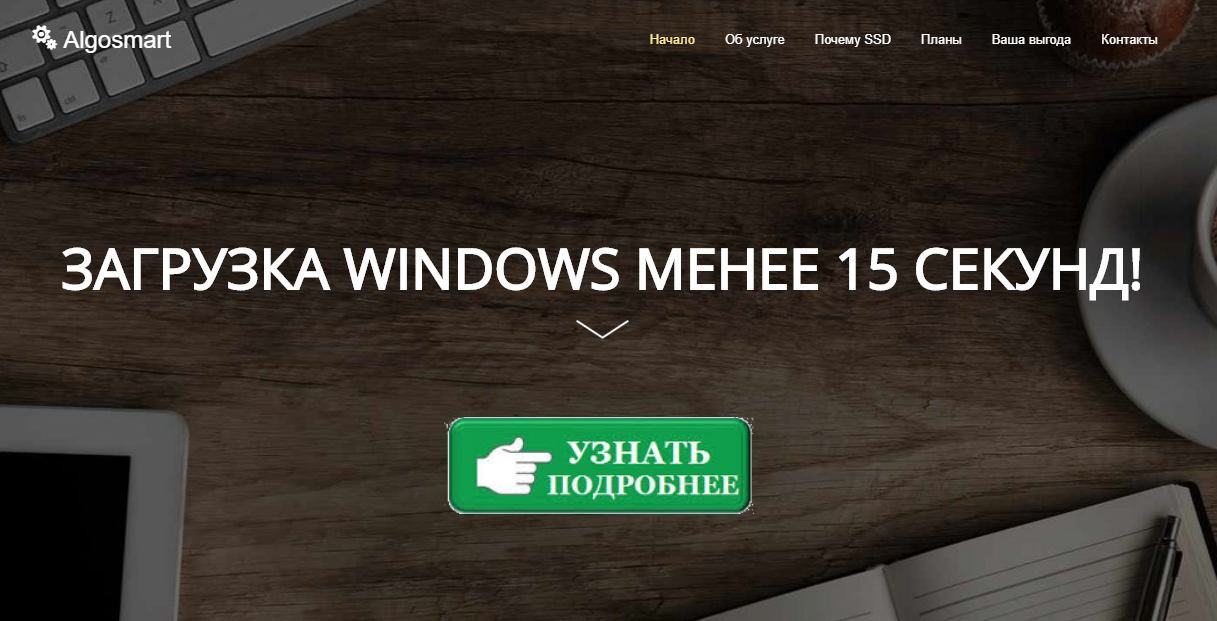 Algosmart
Начало Об услуге Почему SSD Планы Ваша выгода Контакты
ЗАГРУЗКА WINDOWS МЕНЕЕ 15 СЕКУНД!
УЗНАТЬ
ПОДРОБНЕЕ